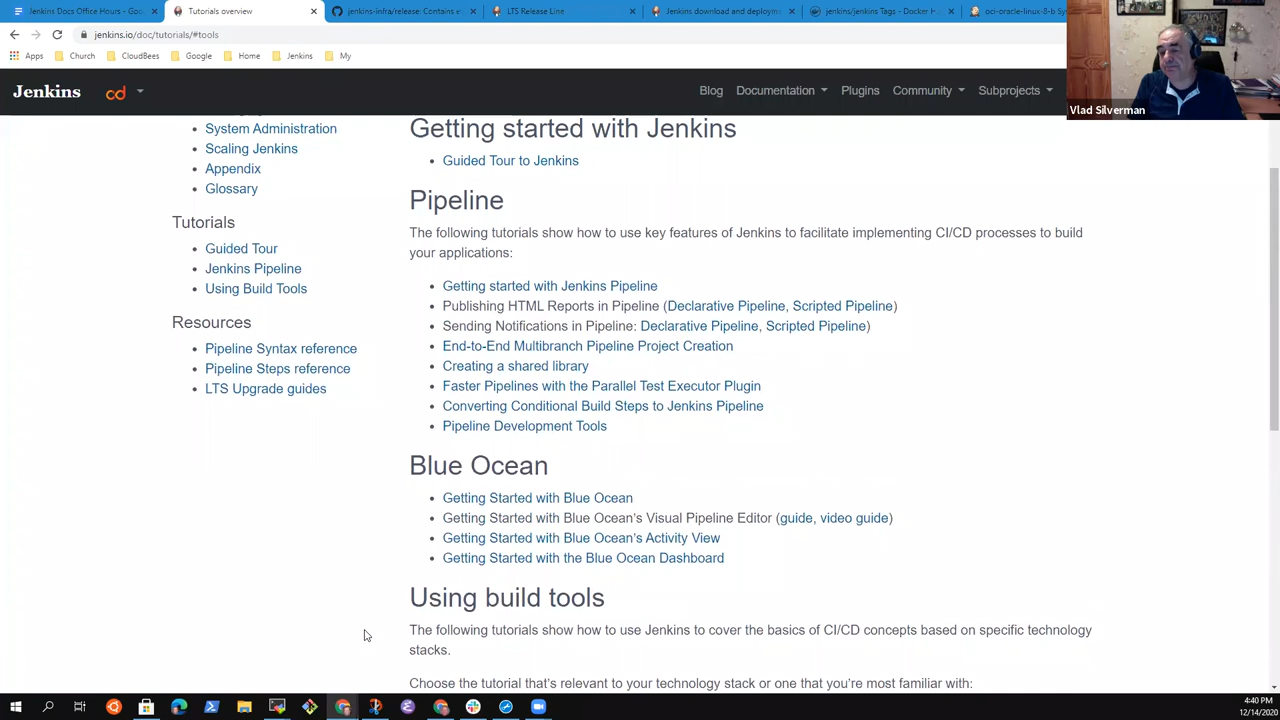 Jenkins Docs Office Hours - Goo
Tutorials overview
jenkins-infra/release: Contains e
LTS Release Line
Jenkins download and deploym
jenkins/jenkins Tags - Docker H
oci-oracle-linux-8-b Sy
jenkins.io/doc/tutorials/#tools
Apps
Church
CloudBees
Google
Home
Jenkins
My
Jenkins
cd
Blog
Documentation
Plugins
Community
Subprojects
Vlad Silverman
System Administration
Scaling Jenkins
Appendix
Glossary
Tutorials
Guided Tour
Jenkins Pipeline
Using Build Tools
Resources
Pipeline Syntax reference
Pipeline Steps reference
LTS Upgrade guides
Getting started with Jenkins
Guided Tour to Jenkins
Pipeline
The following tutorials show how to use key features of Jenkins to facilitate implementing CI/CD processes to build
your applications:
Getting started with Jenkins Pipeline
Publishing HTML Reports in Pipeline (Declarative Pipeline, Scripted Pipeline)
Sending Notifications in Pipeline: Declarative Pipeline, Scripted Pipeline)
End-to-End Multibranch Pipeline Project Creation
Creating a shared library
Faster Pipelines with the Parallel Test Executor Plugin
Converting Conditional Build Steps to Jenkins Pipeline
Pipeline Development Tools
Blue Ocean
Getting Started with Blue Ocean
Getting Started with Blue Ocean's Visual Pipeline Editor (guide, video guide)
Getting Started with Blue Ocean's Activity View
Getting Started with the Blue Ocean Dashboard
Using build tools
The following tutorials show how to use Jenkins to cover the basics of CI/CD concepts based on specific technology
stacks.
Choose the tutorial that's relevant to your technology stack or one that you're most familiar with:
4:40 PM
12/14/2020